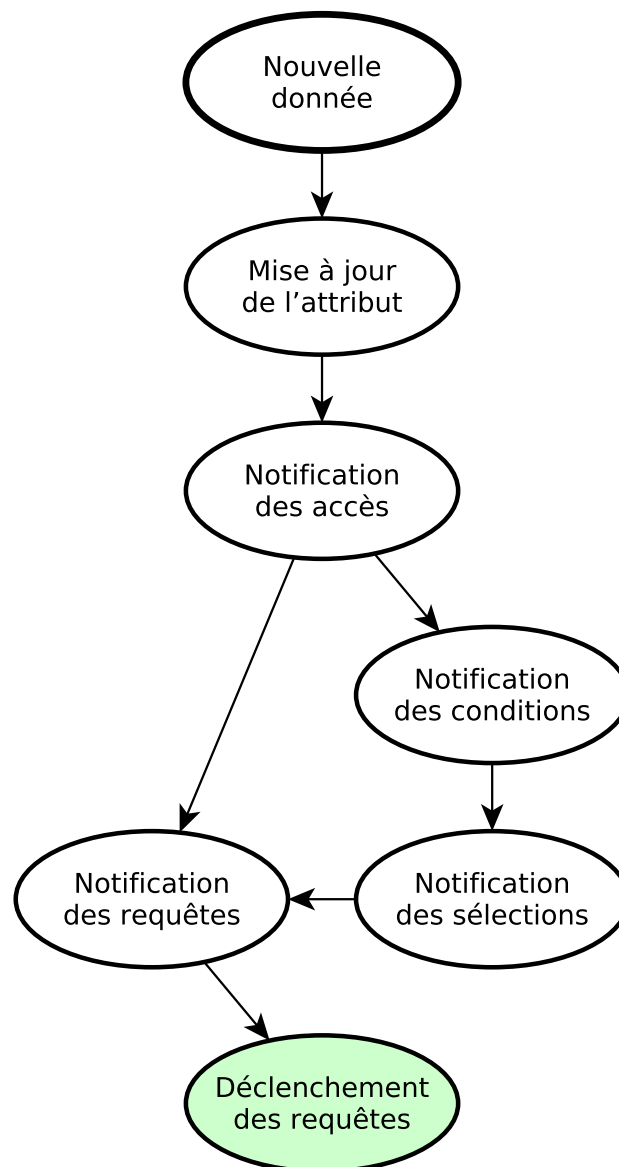 Nouvelle
donnée
Mise à jour
de l’attribut
Notification
des accès
Notification
des conditions
Notification
des requêtes
Notification
des sélections
Déclenchement
des requêtes